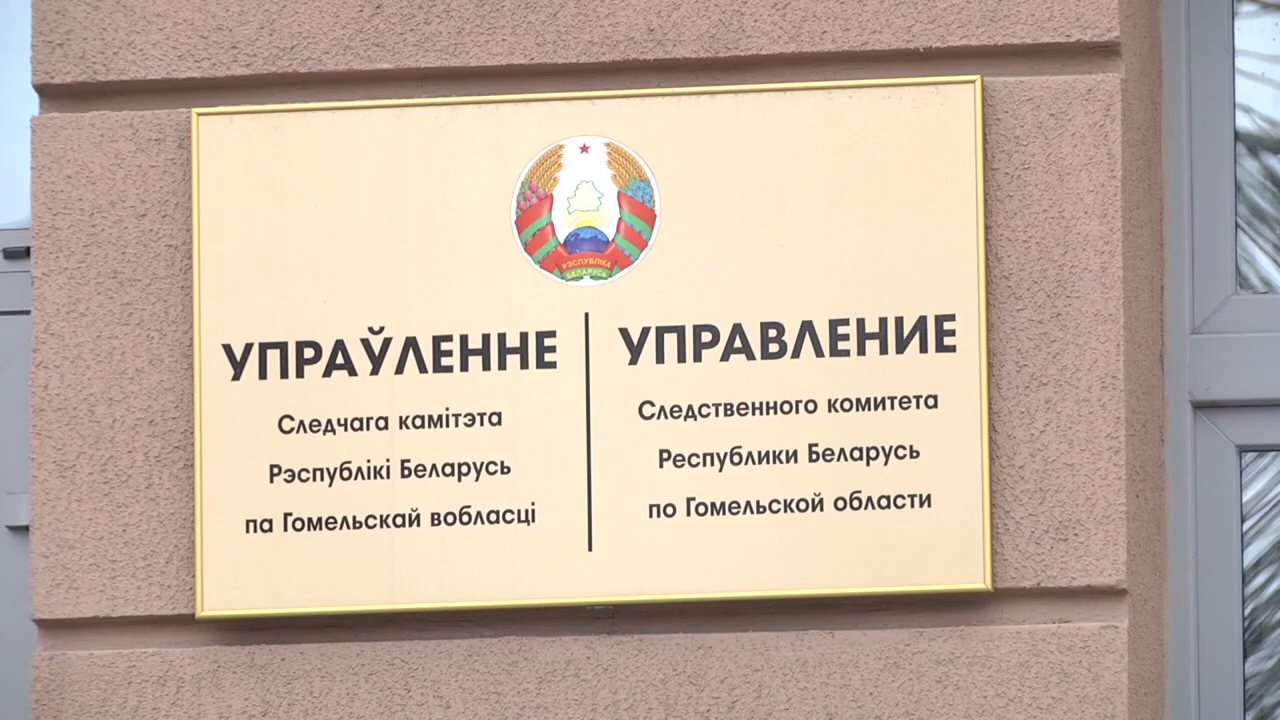 РЭСПУБЛІКА
БЕЛАРУСЬ
УПРАЎЛЕННЕ
Следчага камітэта
Рэспублікі Беларусь
па Гомельскай вобласці
УПРАВЛЕНИЕ
Следственного комитета
Республики Беларусь
по Гомельской области